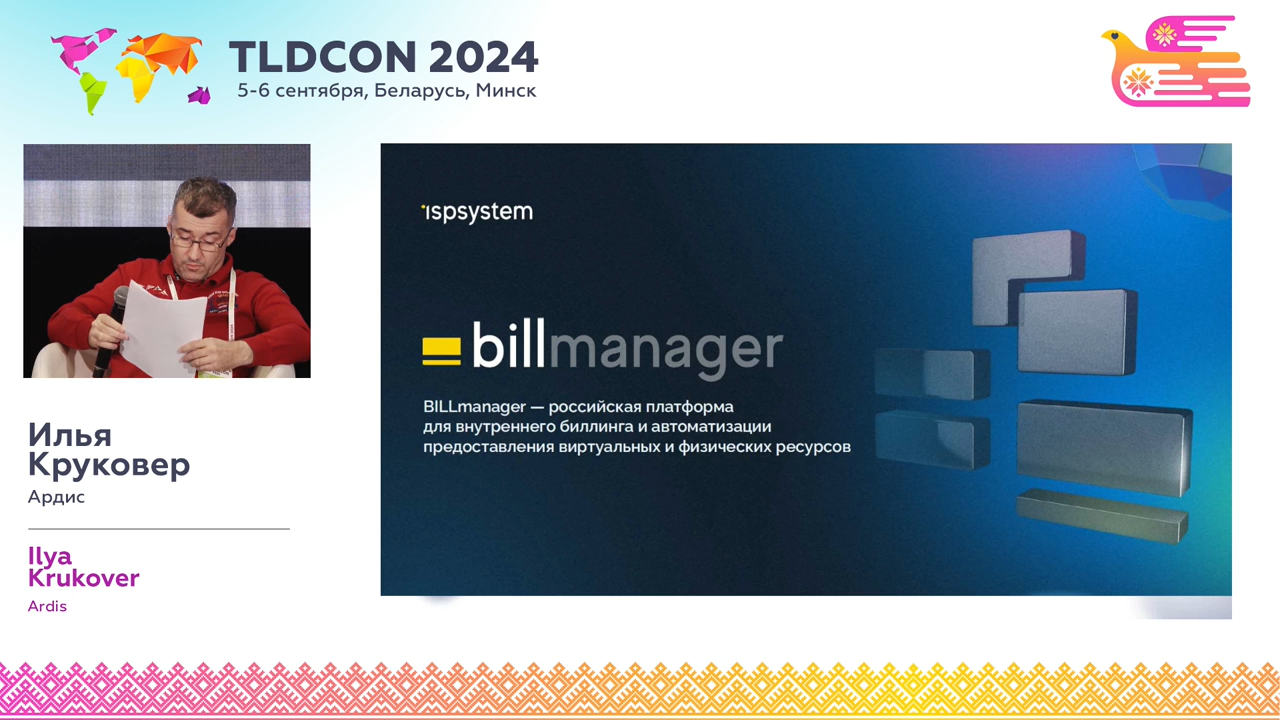 TLDCON 2024
5-6 сентября, Беларусь, Минск
ispsystem
billmanager
BILLmanager — российская платформа
для внутреннего биллинга и автоматизации
предоставления виртуальных и физических ресурсов
Илья
Круковер
Ардис
Ilya
Krukover
Ardis